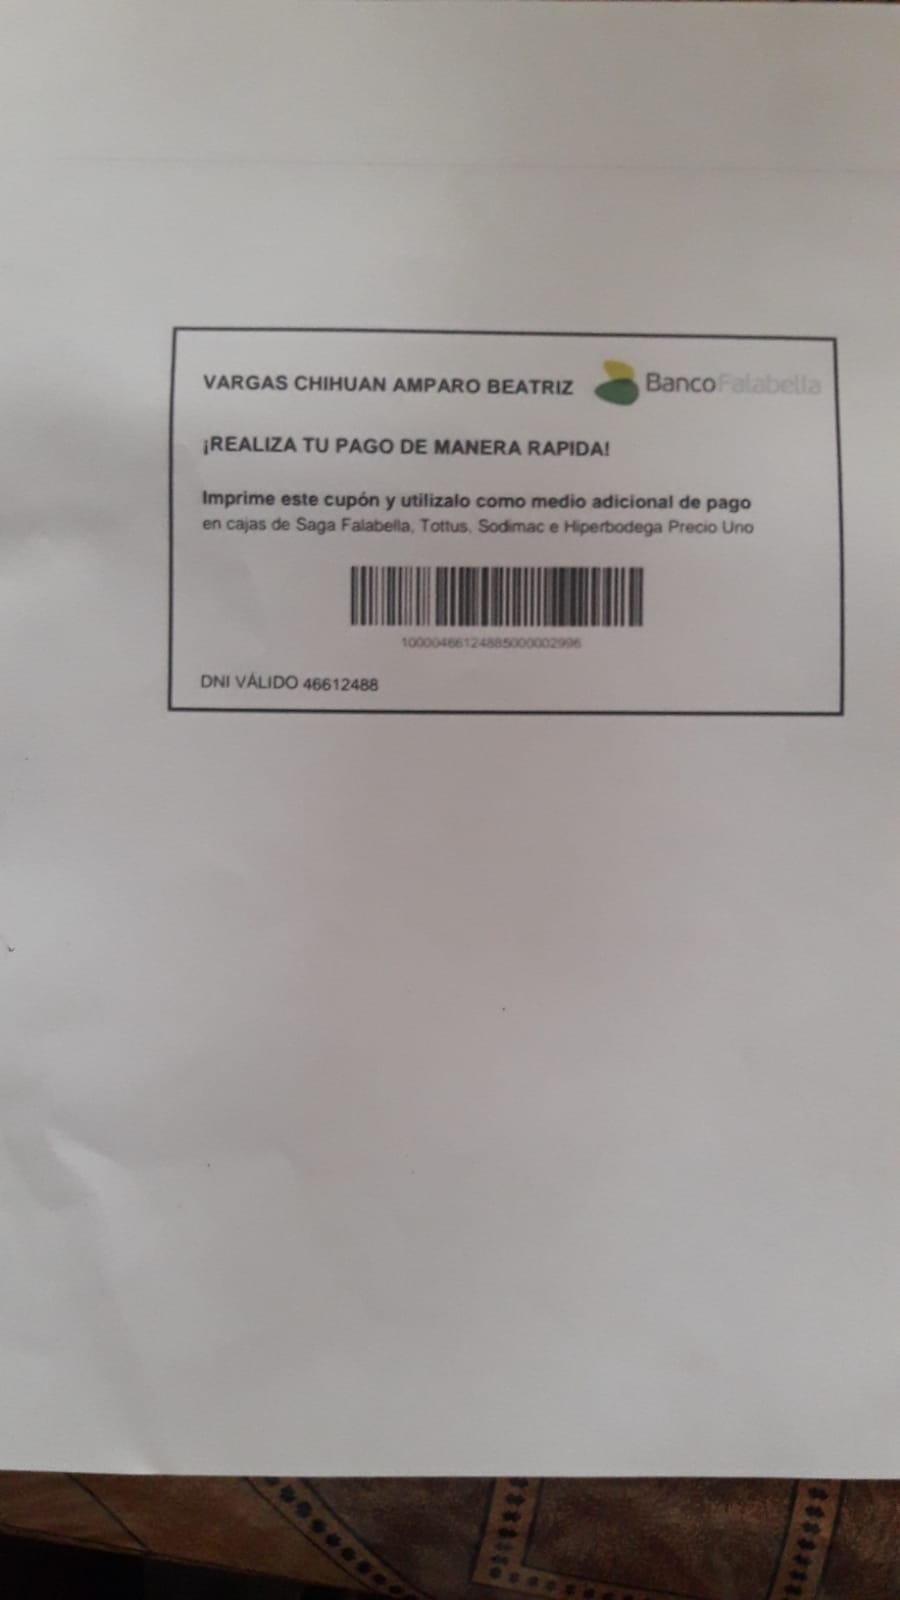 VARGAS CHIHUAN AMPARO BEATRIZ
BancoFalabella
¡REALIZA TU PAGO DE MANERA RAPIDA!
Imprime este cupón y utilizalo como medio adicional de pago
en cajas de Saga Falabella, Tottus, Sodimac e Hiperbodega Precio Uno
10000466124885000002996
DNI VÁLIDO 46612488